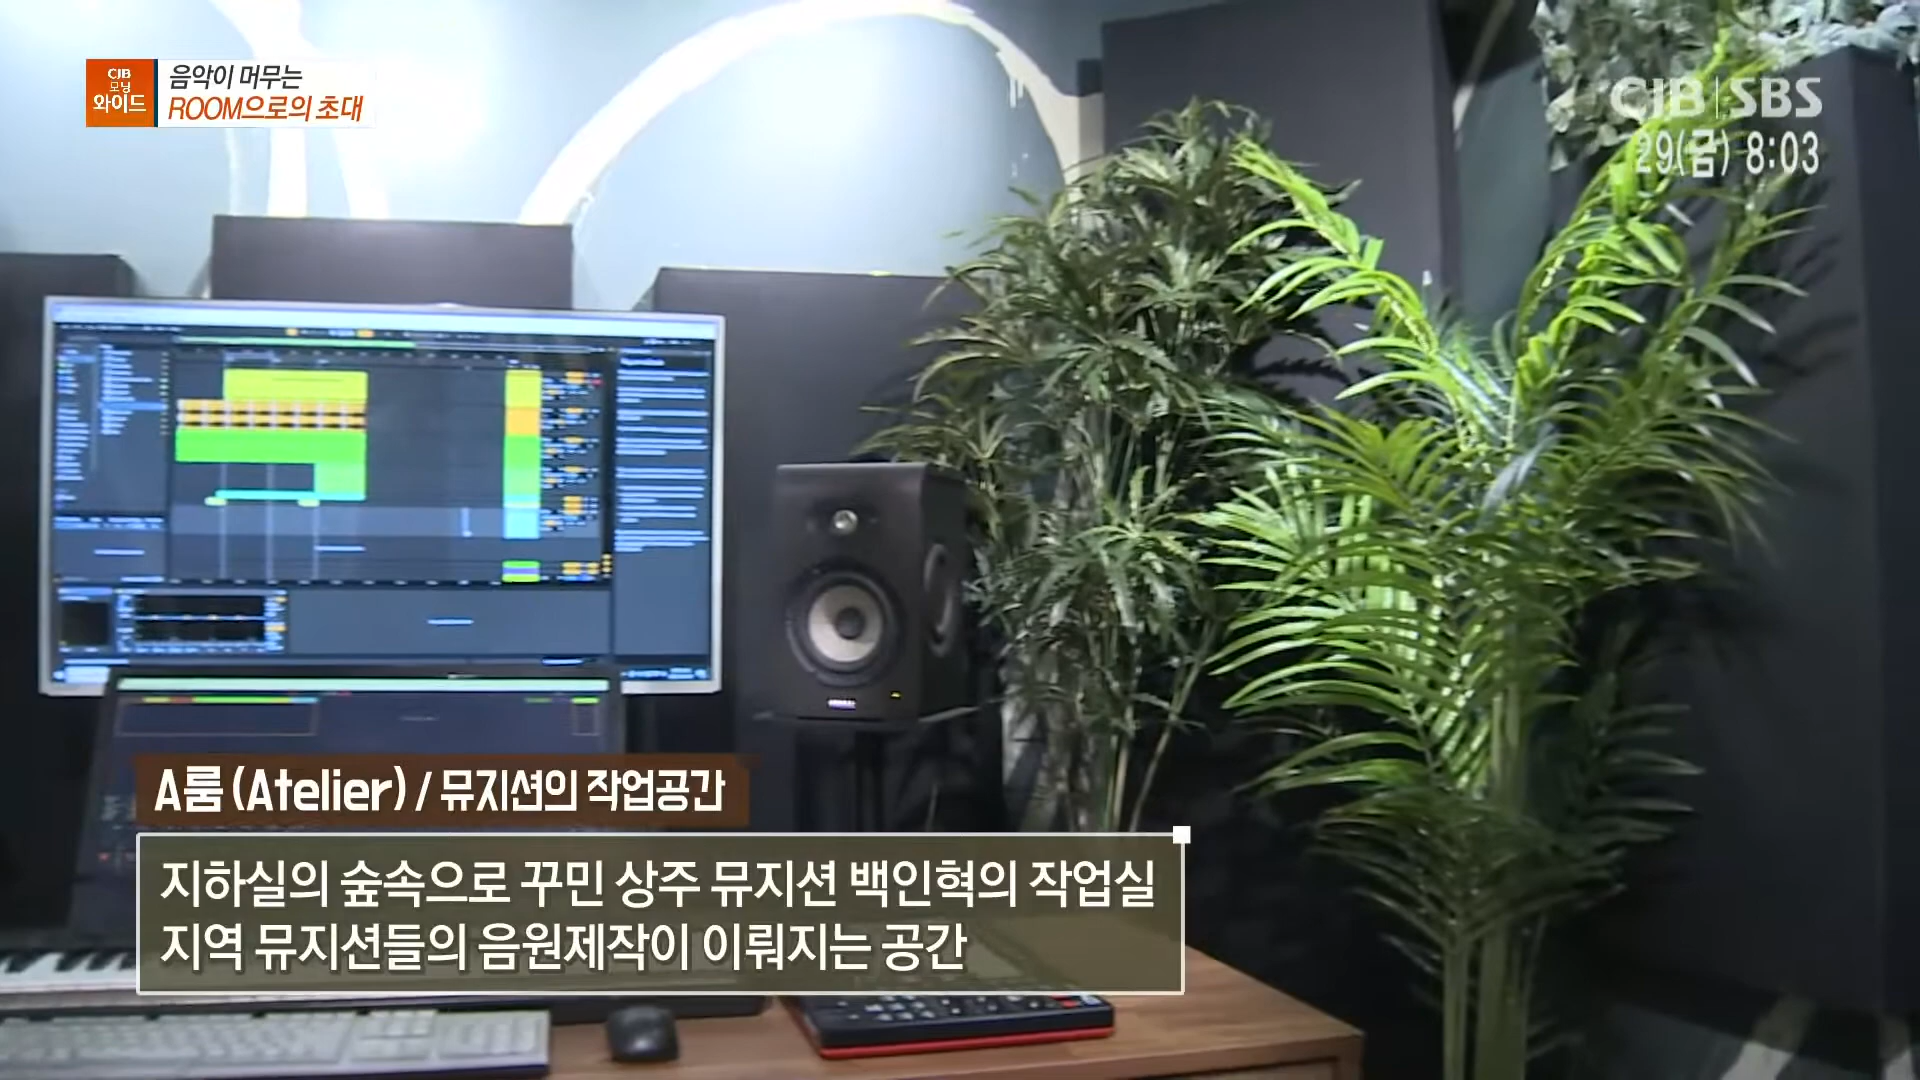 CJB
모닝
와이드
음악이 머무는
ROOM으로의 초대
CJB SBS
29(금) 8:03
A룸 (Atelier) / 뮤지션의 작업공간
지하실의 숲속으로 꾸민 상주 뮤지션 백인혁의 작업실
지역 뮤지션들의 음원제작이 이뤄지는 공간